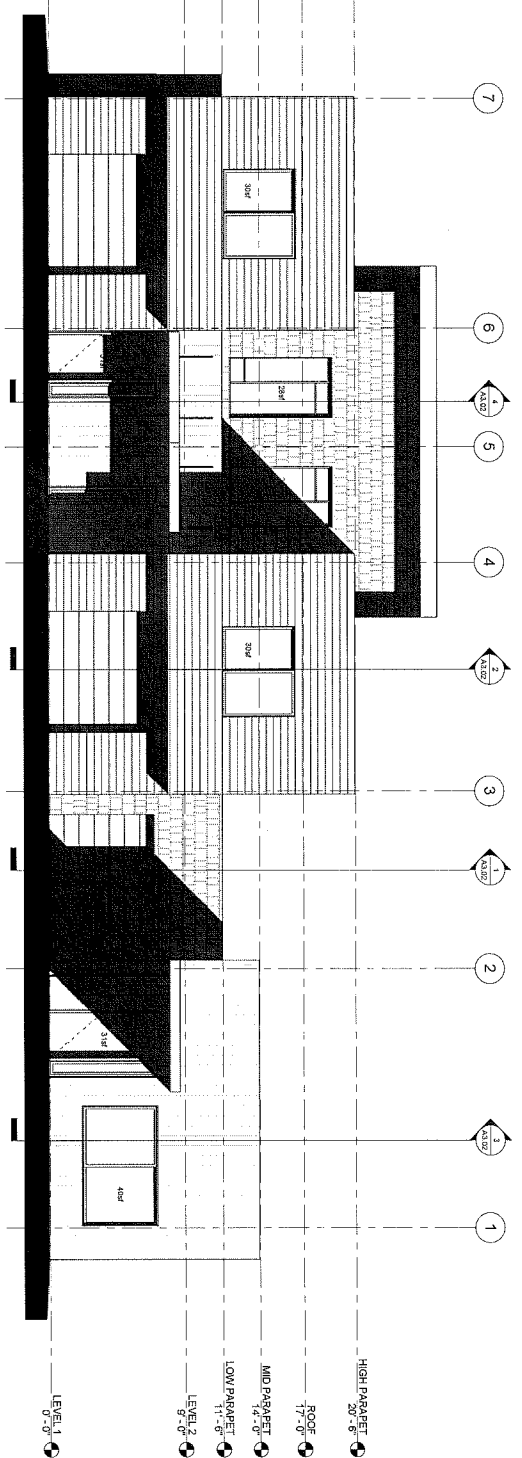 7
6
4
A3.02
5
4
2
A3.02
3
1
A3.02
2
3
A3.02
1
HIGH PARAPET
20' - 6"
ROOF
17' - 0"
MID PARAPET
14' - 0"
LOW PARAPET
11' - 6"
LEVEL 2
9' - 0"
LEVEL 1
0' - 0"
30sf
28sf
30sf
31sf
40sf